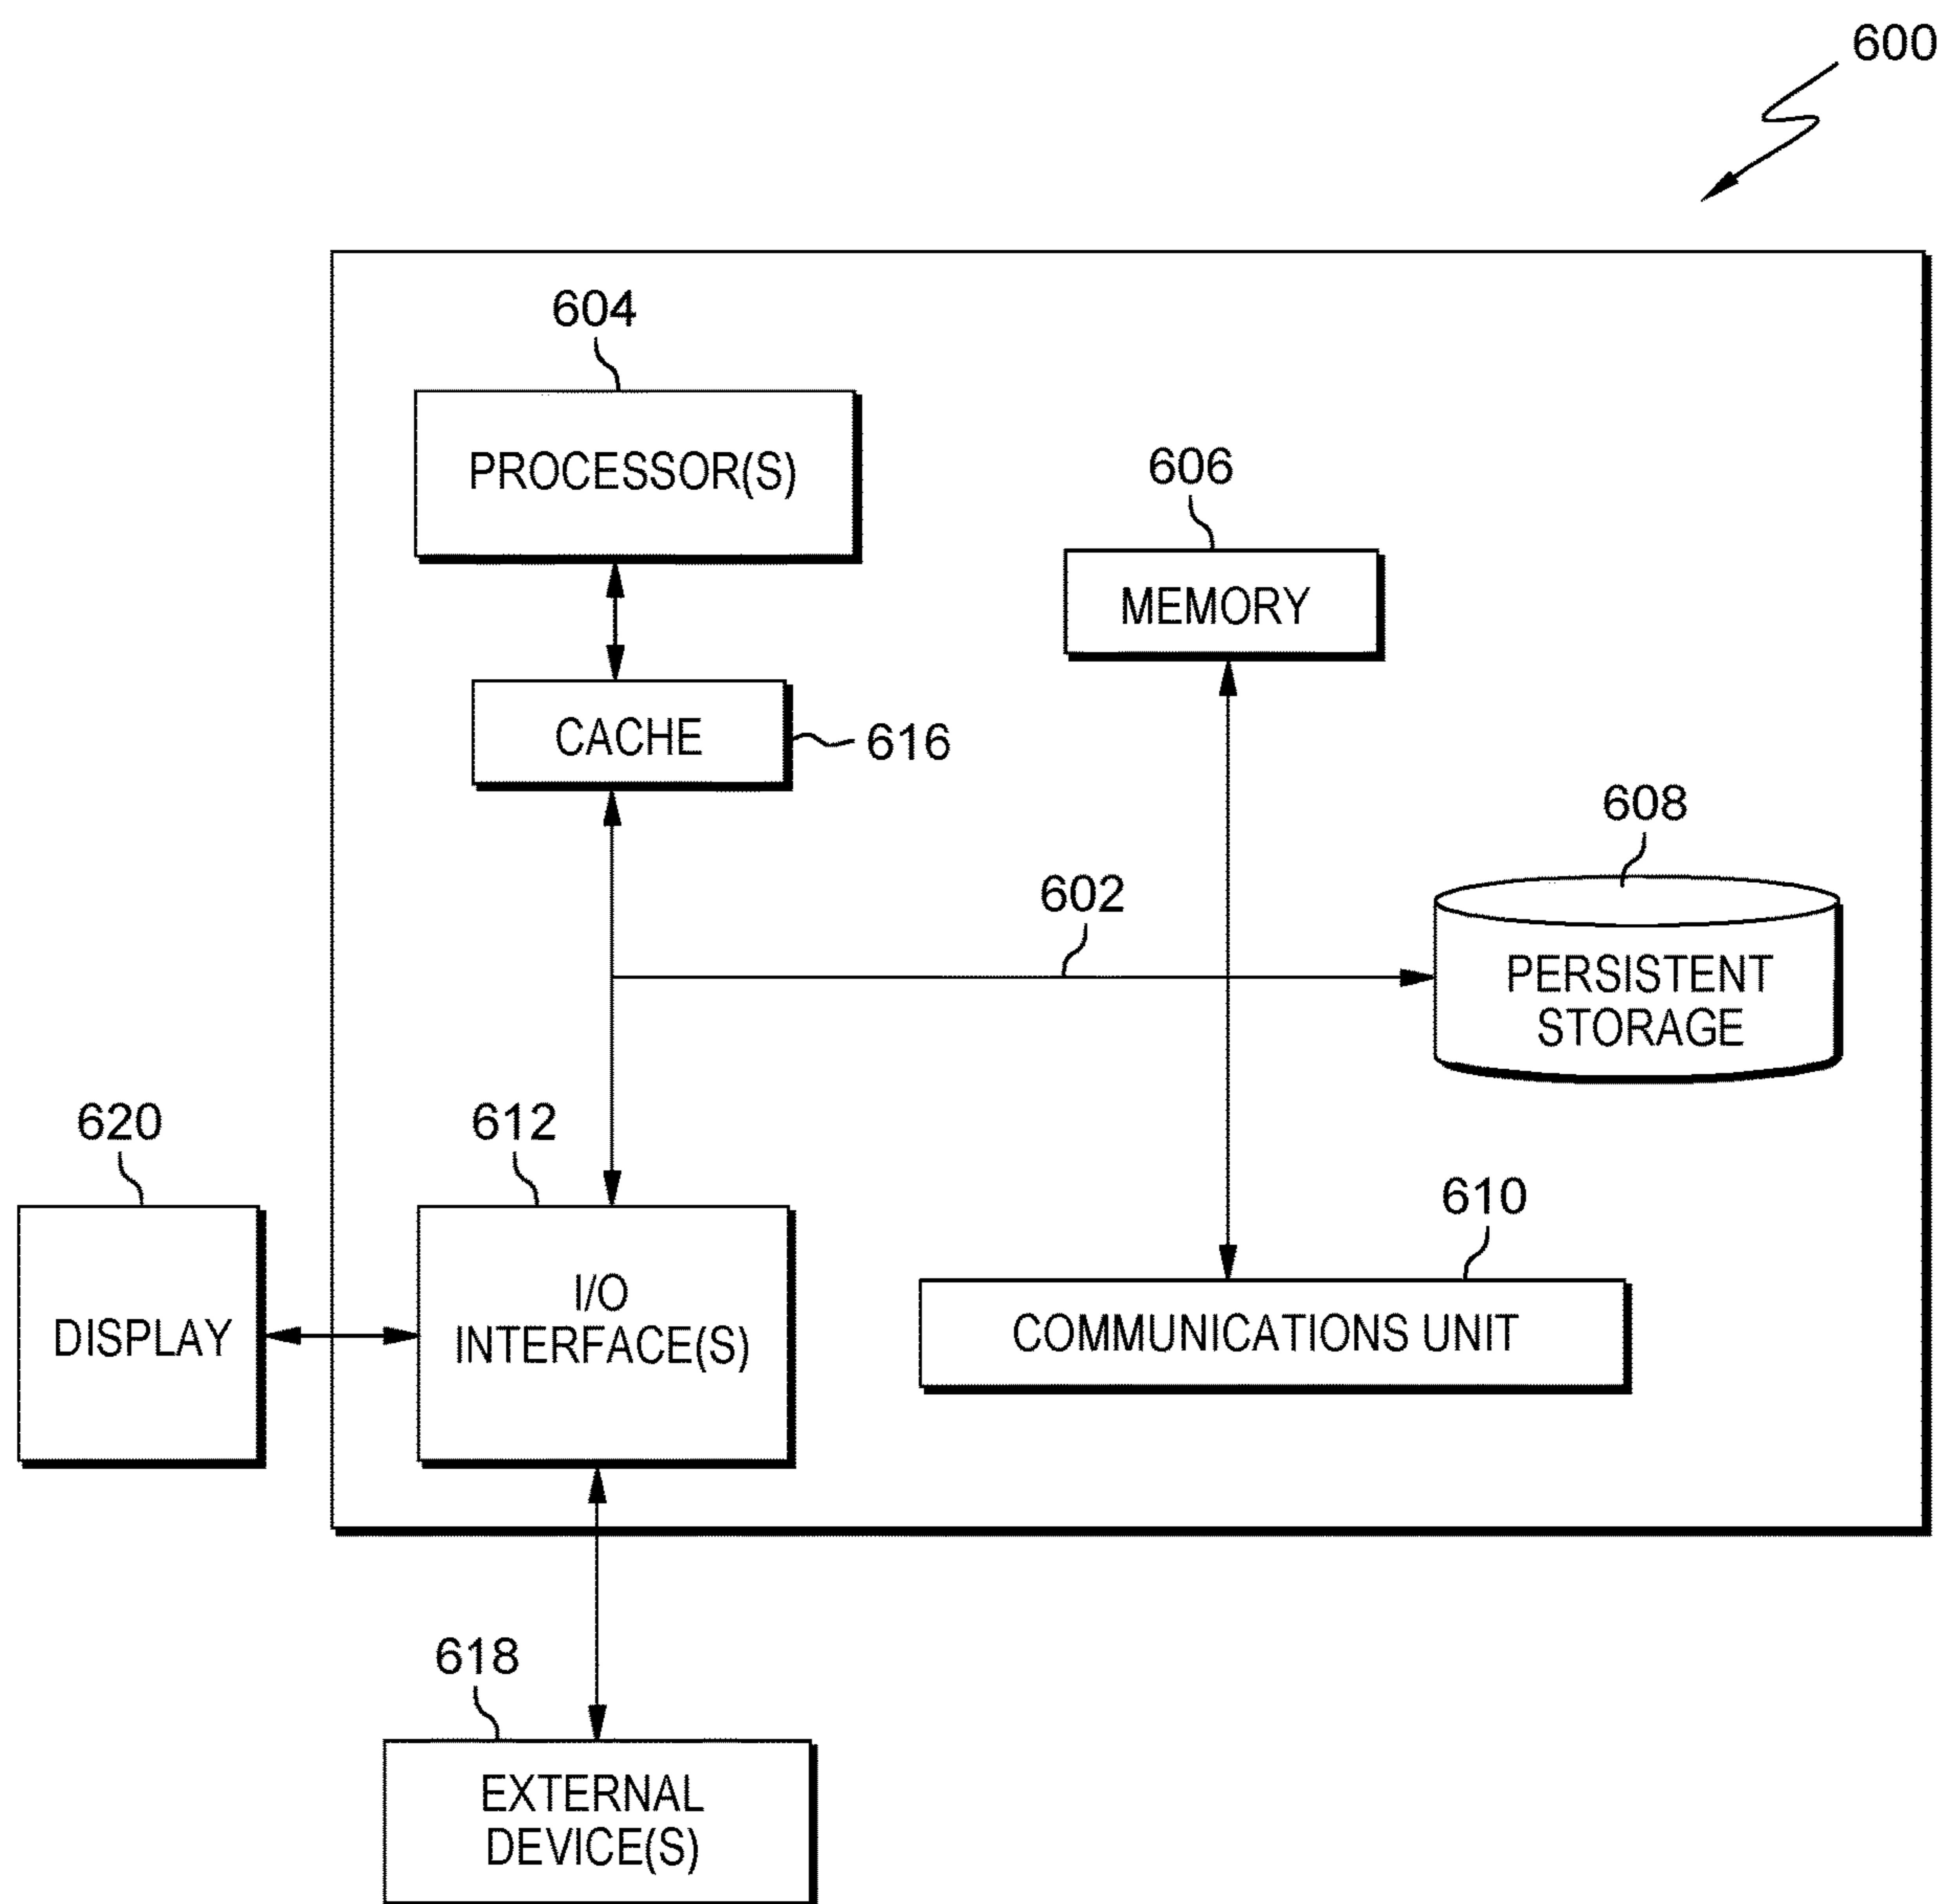 600
604
PROCESSOR(S)
606
MEMORY
CACHE
616
608
602
PERSISTENT
STORAGE
620
612
610
DISPLAY
I/O
INTERFACE(S)
COMMUNICATIONS UNIT
618
EXTERNAL
DEVICE(S)